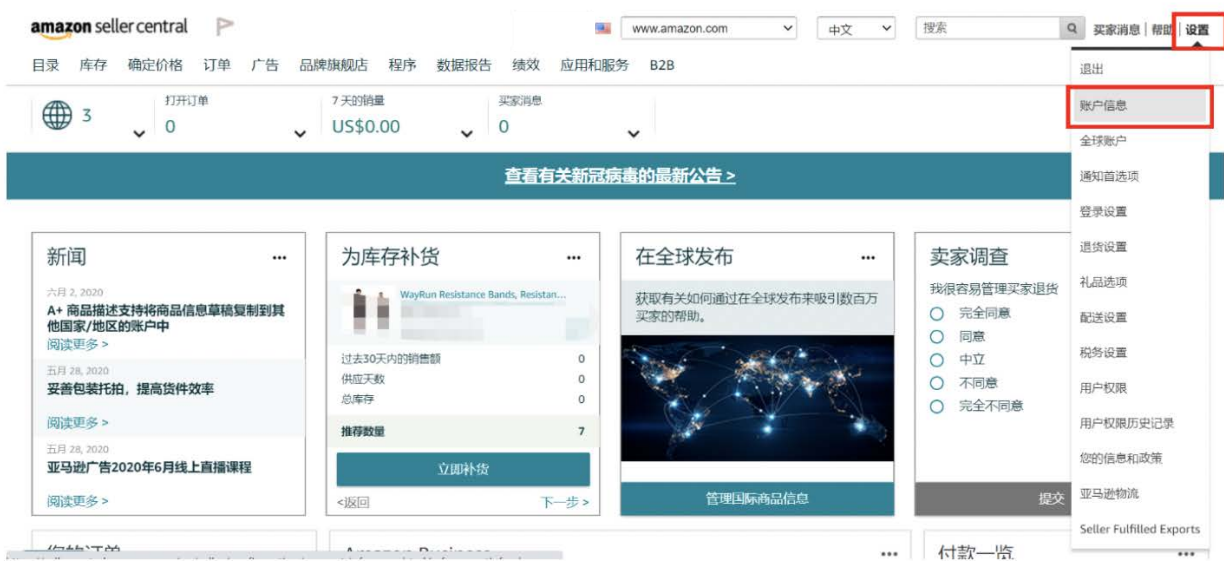 amazon seller central
www.amazon.com
中文
搜索
买家消息 | 帮助 | 设置
目录 库存 确定价格 订单 广告 品牌旗舰店 程序 数据报告 绩效 应用和服务 B2B
3
打开订单
0
7 天的销量
US$0.00
买家消息
0
查看有关新冠病毒的最新公告 >
新闻
六月 2, 2020
A+ 商品描述支持将商品信息草稿复制到其
他国家/地区的账户中
阅读更多 >
五月 28, 2020
妥善包装托拍，提高货件效率
阅读更多 >
五月 28, 2020
亚马逊广告2020年6月线上直播课程
阅读更多 >
为库存补货
WayRun Resistance Bands, Resistan...
过去30天内的销售额 0
供应天数 0
总库存 0
推荐数量 7
立即补货
<返回 下一步 >
在全球发布
获取有关如何通过在全球发布来吸引数百万
买家的帮助。
管理国际商品信息
卖家调查
我很容易管理买家退货
完全同意
同意
中立
不同意
完全不同意
提交
退出
账户信息
全球账户
通知首选项
登录设置
退货设置
礼品选项
配送设置
税务设置
用户权限
用户权限历史记录
您的信息和政策
亚马逊物流
Seller Fulfilled Exports
您的订单
Amazon Business
付款一览